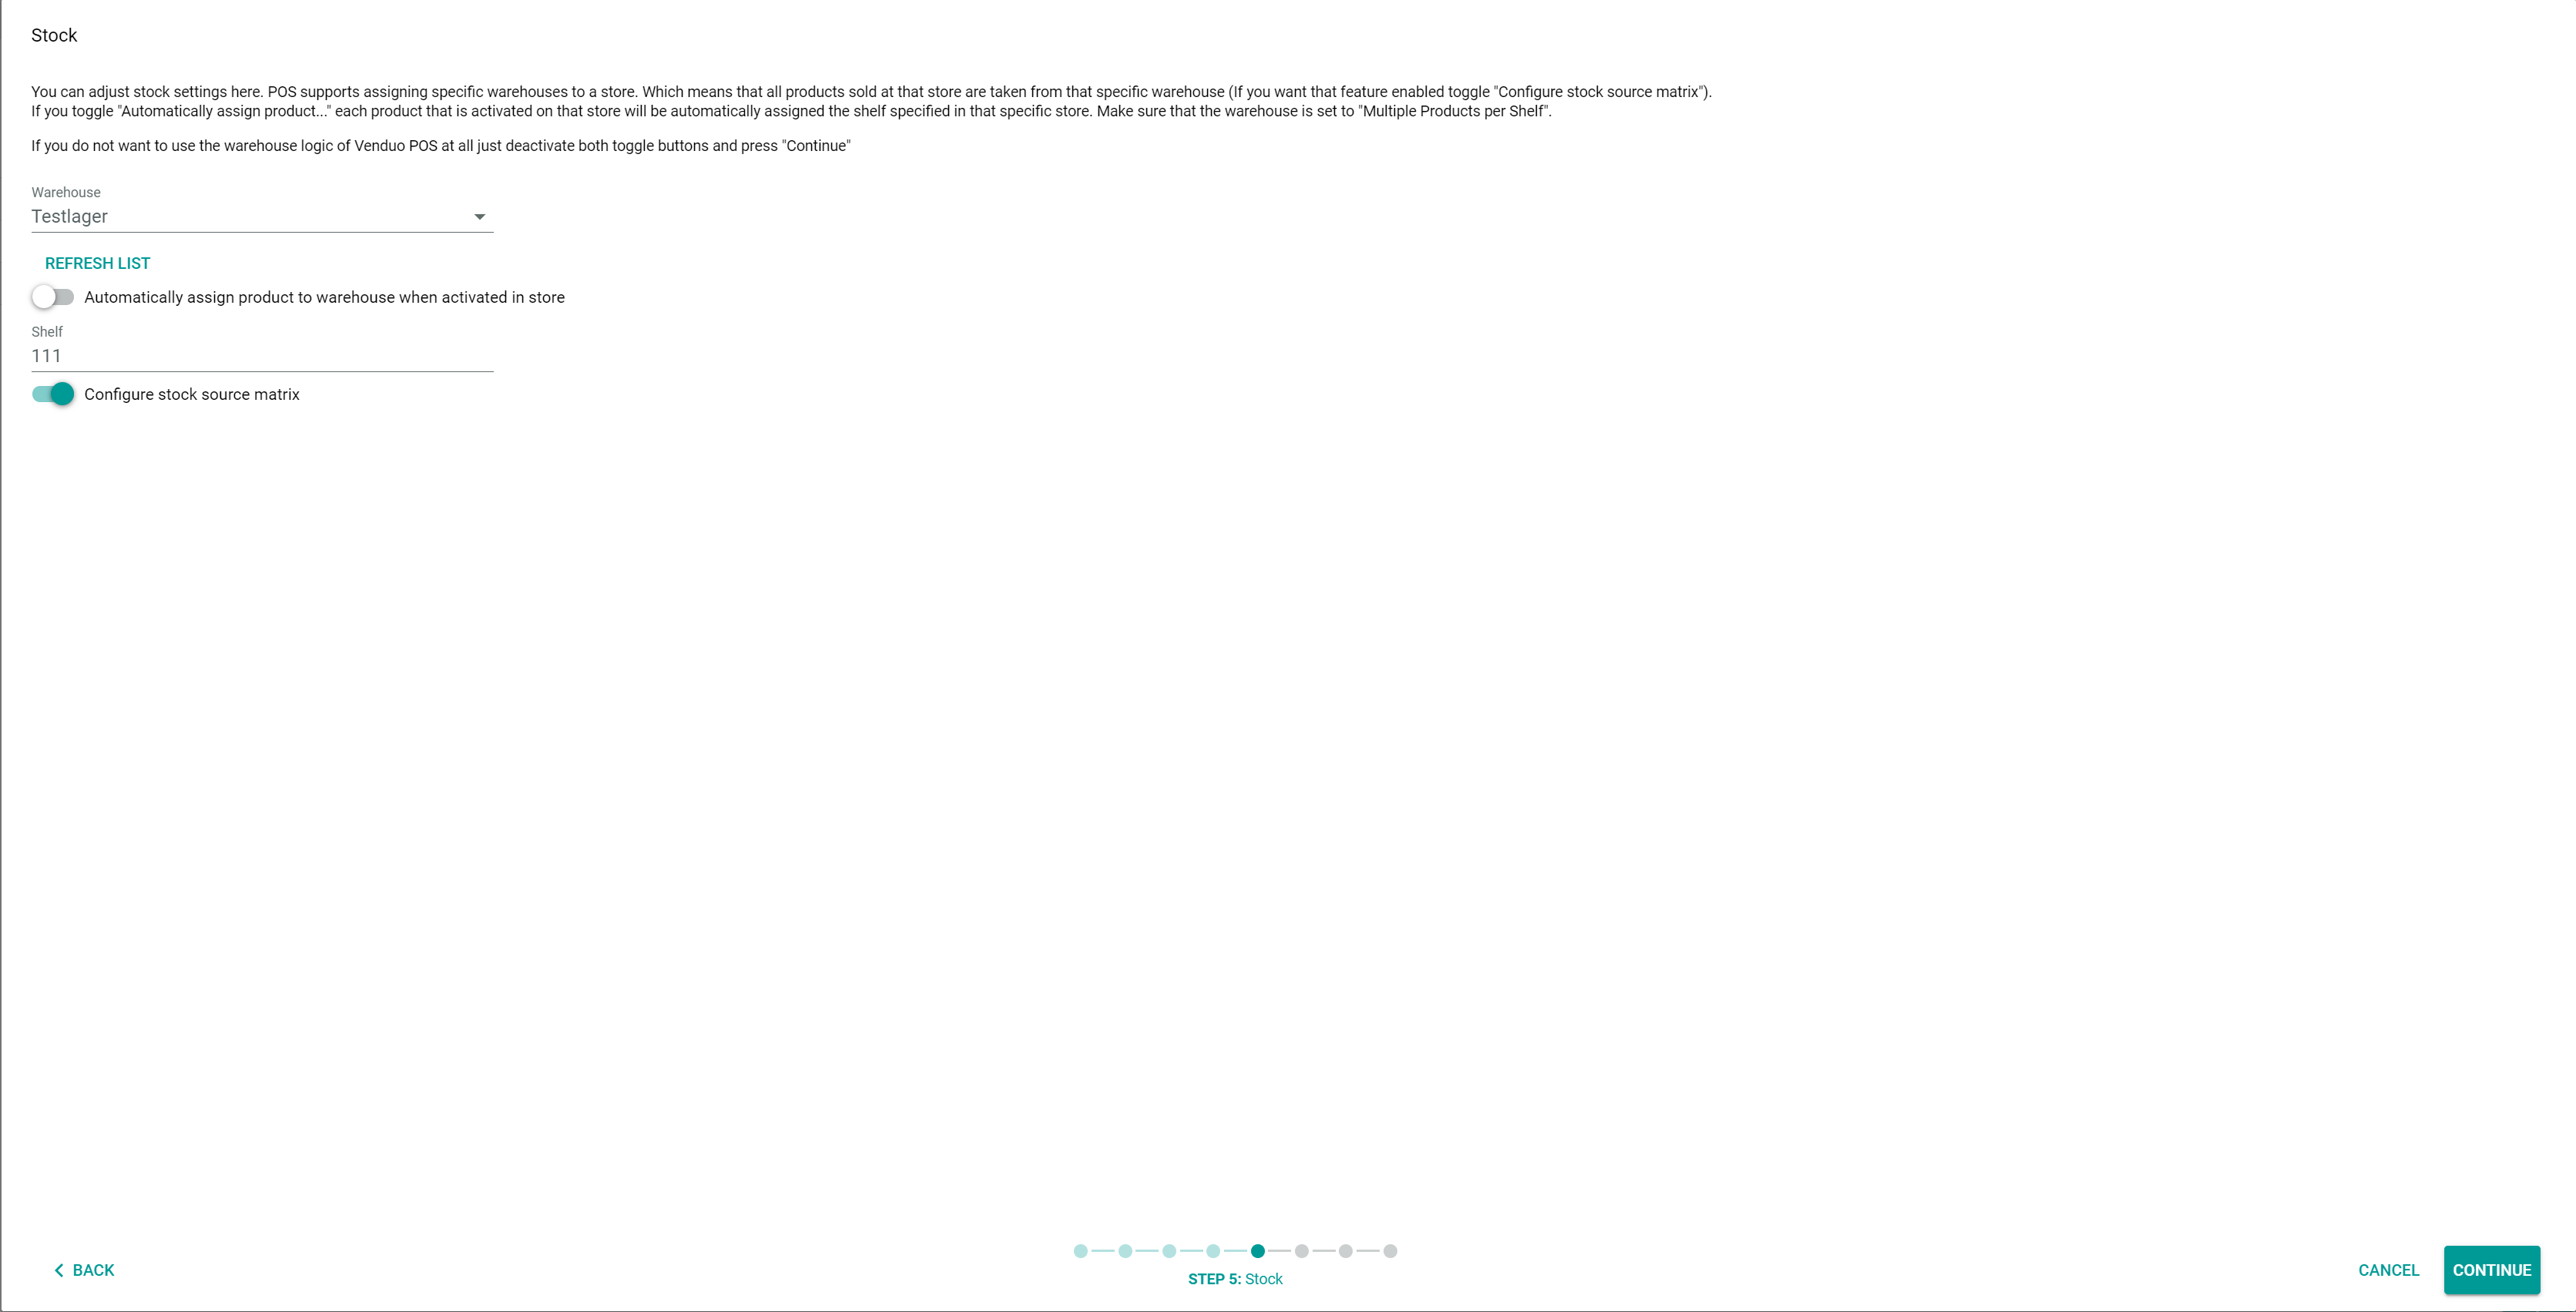 Stock
You can adjust stock settings here. POS supports assigning specific warehouses to a store. Which means that all products sold at that store are taken from that specific warehouse (If you want that feature enabled toggle "Configure stock source matrix").
If you toggle "Automatically assign product..." each product that is activated on that store will be automatically assigned the shelf specified in that specific store. Make sure that the warehouse is set to "Multiple Products per Shelf".
If you do not want to use the warehouse logic of Venduo POS at all just deactivate both toggle buttons and press "Continue"
Warehouse
Testlager
REFRESH LIST
Automatically assign product to warehouse when activated in store
Shelf
111
Configure stock source matrix
BACK
STEP 5: Stock
CANCEL
CONTINUE